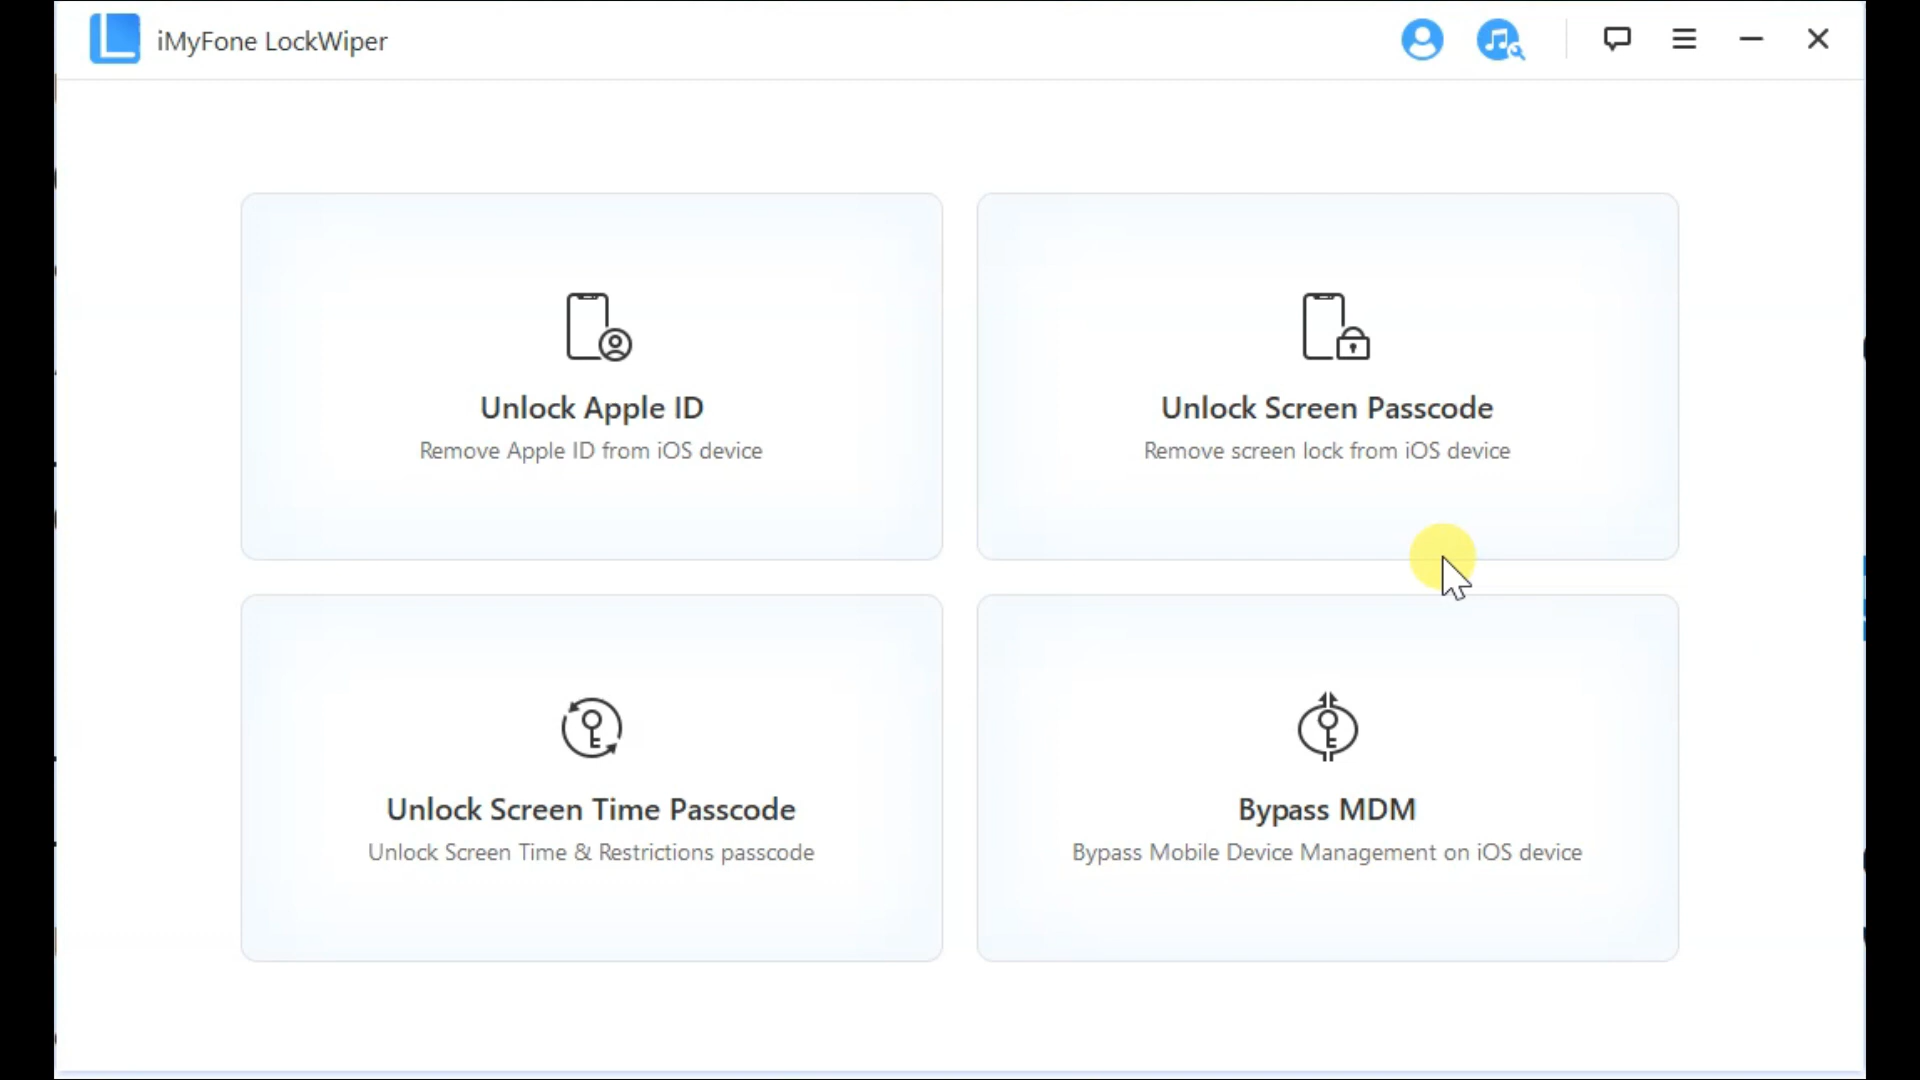 iMyFone LockWiper
Unlock Apple ID
Remove Apple ID from iOS device
Unlock Screen Passcode
Remove screen lock from iOS device
Unlock Screen Time Passcode
Unlock Screen Time & Restrictions passcode
Bypass MDM
Bypass Mobile Device Management on iOS device